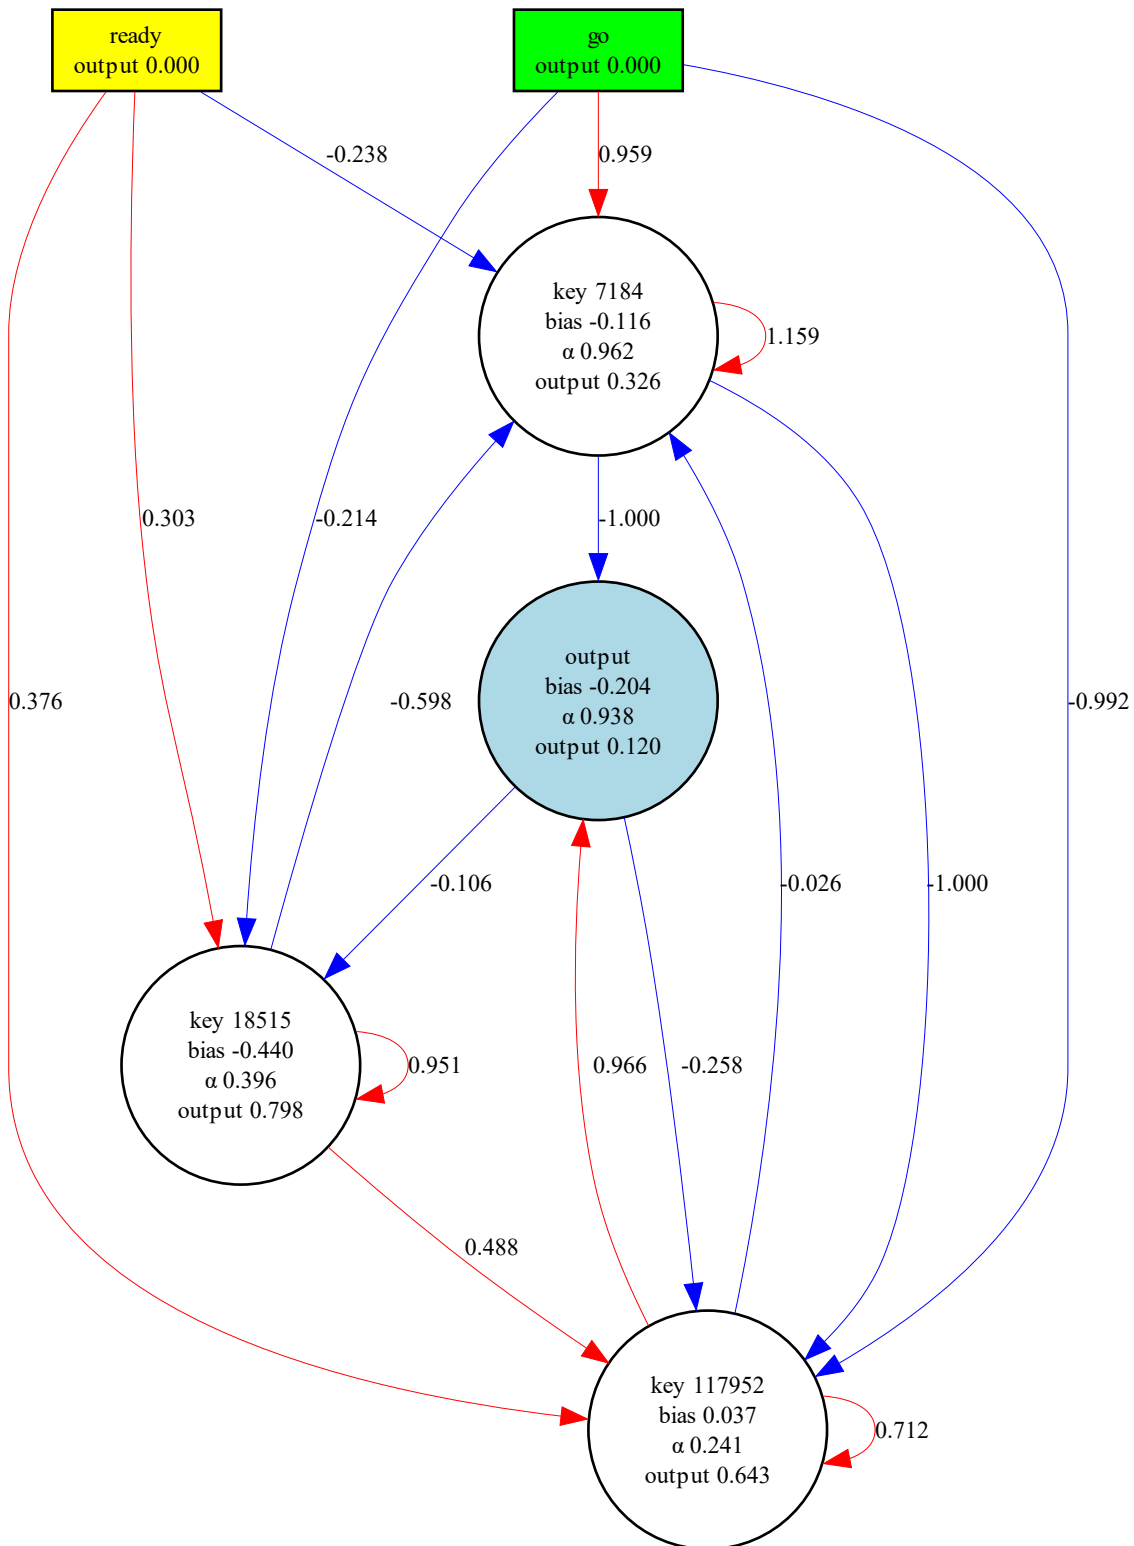 ready
output 0.000
go
output 0.000
-0.238
0.959
key 7184
bias -0.116
α 0.962
output 0.326
1.159
0.303
-0.214
-1.000
output
bias -0.204
α 0.938
output 0.120
0.376
-0.598
-0.992
-0.106
-0.026
-1.000
key 18515
bias -0.440
α 0.396
output 0.798
0.951
0.966
-0.258
0.488
key 117952
bias 0.037
α 0.241
output 0.643
0.712